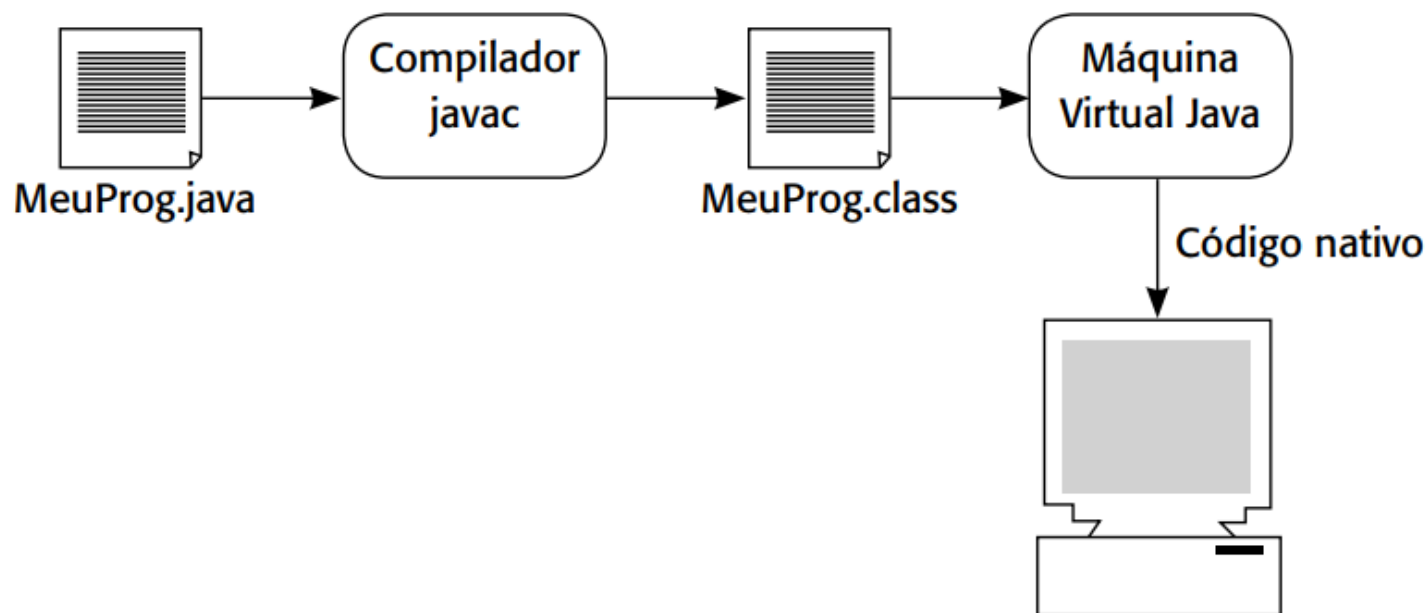 Compilador
javac
Máquina
Virtual Java
MeuProg.java
MeuProg.class
Código nativo